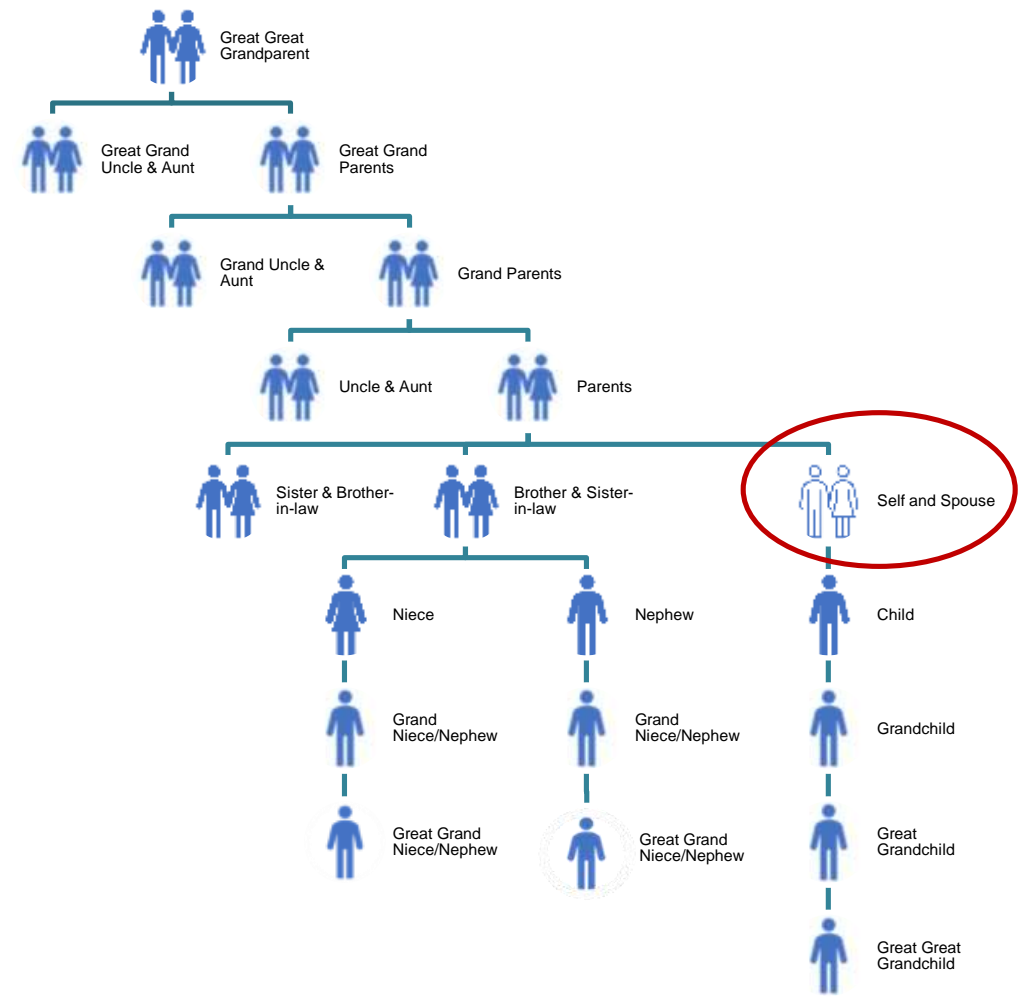 Great Great
Grandparent
Great Grand
Uncle & Aunt
Great Grand
Parents
Grand Uncle &
Aunt
Grand Parents
Uncle & Aunt
Parents
Sister & Brother-
in-law
Brother & Sister-
in-law
Self and Spouse
Niece
Nephew
Child
Grand
Niece/Nephew
Grand
Niece/Nephew
Grandchild
Great Grand
Niece/Nephew
Great Grand
Niece/Nephew
Great
Grandchild
Great Great
Grandchild